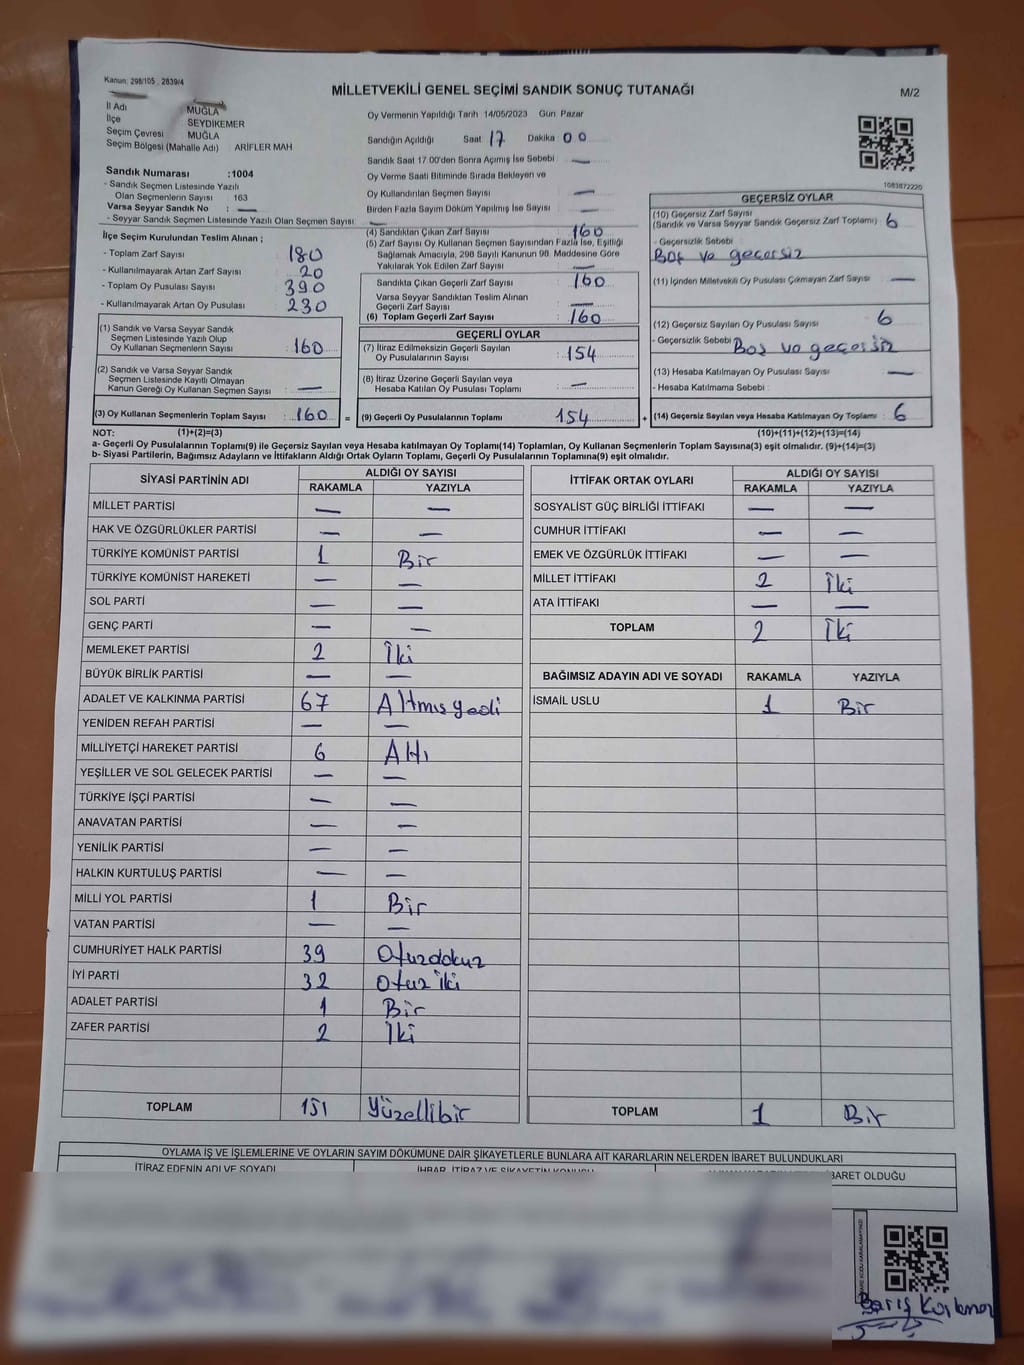 Kanun: 298/105 , 2839/4
MİLLETVEKİLİ GENEL SEÇİMİ SANDIK SONUÇ TUTANAĞI
M/2
İl Adı MUĞLA
İlçe SEYDİKEMER
Seçim Çevresi MUĞLA
Seçim Bölgesi (Mahalle Adı) ARİFLER MAH
Oy Vermenin Yapıldığı Tarih 14/05/2023 Gün: Pazar
Sandığın Açıldığı Saat 17 Dakika 00
Sandık Saat 17.00'den Sonra Açımış İse Sebebi —
Oy Verme Saati Bitiminde Sırada Bekleyen ve
Oy Kullandırılan Seçmen Sayısı —
Birden Fazla Sayım Döküm Yapılmış İse Sayısı —
1083872220
Sandık Numarası :1004
- Sandık Seçmen Listesinde Yazılı
Olan Seçmenlerin Sayısı 163
Varsa Seyyar Sandık No : —
- Seyyar Sandık Seçmen Listesinde Yazılı Olan Seçmen Sayısı: —
İlçe Seçim Kurulundan Teslim Alınan ;
- Toplam Zarf Sayısı 180
- Kullanılmayarak Artan Zarf Sayısı 20
- Toplam Oy Pusulası Sayısı 390
- Kullanılmayarak Artan Oy Pusulası 230
(1) Sandık ve Varsa Seyyar Sandık
Seçmen Listesinde Yazılı Olup
Oy Kullanan Seçmenlerin Sayısı : 160
(2) Sandık ve Varsa Seyyar Sandık
Seçmen Listesinde Kayıtlı Olmayan
Kanun Gereği Oy Kullanan Seçmen Sayısı : —
(3) Oy Kullanan Seçmenlerin Toplam Sayısı : 160 =
(4) Sandıktan Çıkan Zarf Sayısı 160
(5) Zarf Sayısı Oy Kullanan Seçmen Sayısından Fazla İse, Eşitliği
Sağlamak Amacıyla, 298 Sayılı Kanunun 98. Maddesine Göre
Yakılarak Yok Edilen Zarf Sayısı : —
Sandıkta Çıkan Geçerli Zarf Sayısı : 160
Varsa Seyyar Sandıktan Teslim Alınan
Geçerli Zarf Sayısı : —
(6) Toplam Geçerli Zarf Sayısı : 160
GEÇERLİ OYLAR
(7) İtiraz Edilmeksizin Geçerli Sayılan
Oy Pusulalarının Sayısı : 154
(8) İtiraz Üzerine Geçerli Sayılan veya
Hesaba Katılan Oy Pusulası Toplamı : —
(9) Geçerli Oy Pusulalarının Toplamı 154 +
GEÇERSİZ OYLAR
(10) Geçersiz Zarf Sayısı
(Sandık ve Varsa Seyyar Sandık Geçersiz Zarf Toplamı) : 6
- Geçersizlik Sebebi
Boş ve geçersiz
(11) İçinden Milletvekili Oy Pusulası Çıkmayan Zarf Sayısı : —
(12) Geçersiz Sayılan Oy Pusulası Sayısı : 6
- Geçersizlik Sebebi Boş ve geçersiz
(13) Hesaba Katılmayan Oy Pusulası Sayısı : —
- Hesaba Katılmama Sebebi :
(14) Geçersiz Sayılan veya Hesaba Katılmayan Oy Toplamı : 6
NOT: (1)+(2)=(3) (10)+(11)+(12)+(13)=(14)
a- Geçerli Oy Pusulalarının Toplamı(9) ile Geçersiz Sayılan veya Hesaba katılmayan Oy Toplamı(14) Toplamları, Oy Kullanan Seçmenlerin Toplam Sayısına(3) eşit olmalıdır. (9)+(14)=(3)
b- Siyasi Partilerin, Bağımsız Adayların ve İttifakların Aldığı Ortak Oyların Toplamı, Geçerli Oy Pusulalarının Toplamına(9) eşit olmalıdır.
SİYASİ PARTİNİN ADI ALDIĞI OY SAYISI
RAKAMLA YAZIYLA
MİLLET PARTİSİ — —
HAK VE ÖZGÜRLÜKLER PARTİSİ — —
TÜRKİYE KOMÜNİST PARTİSİ 1 Bir
TÜRKİYE KOMÜNİST HAREKETİ — —
SOL PARTİ — —
GENÇ PARTİ — —
MEMLEKET PARTİSİ 2 İki
BÜYÜK BİRLİK PARTİSİ — —
ADALET VE KALKINMA PARTİSİ 67 Altmışyedi
YENİDEN REFAH PARTİSİ — —
MİLLİYETÇİ HAREKET PARTİSİ 6 Altı
YEŞİLLER VE SOL GELECEK PARTİSİ — —
TÜRKİYE İŞÇİ PARTİSİ — —
ANAVATAN PARTİSİ — —
YENİLİK PARTİSİ — —
HALKIN KURTULUŞ PARTİSİ — —
MİLLİ YOL PARTİSİ 1 Bir
VATAN PARTİSİ — —
CUMHURİYET HALK PARTİSİ 39 Otuzdokuz
İYİ PARTİ 32 Otuz iki
ADALET PARTİSİ 1 Bir
ZAFER PARTİSİ 2 İki
TOPLAM 151 Yüzellibir
İTTİFAK ORTAK OYLARI ALDIĞI OY SAYISI
RAKAMLA YAZIYLA
SOSYALİST GÜÇ BİRLİĞİ İTTİFAKI — —
CUMHUR İTTİFAKI — —
EMEK VE ÖZGÜRLÜK İTTİFAKI — —
MİLLET İTTİFAKI 2 İki
ATA İTTİFAKI — —
TOPLAM 2 İki
BAĞIMSIZ ADAYIN ADI VE SOYADI RAKAMLA YAZIYLA
İSMAİL USLU 1 Bir
TOPLAM 1 Bir
OYLAMA İŞ VE İŞLEMLERİNE VE OYLARIN SAYIM DÖKÜMÜNE DAİR ŞİKAYETLERLE BUNLARA AİT KARARLARIN NELERDEN İBARET BULUNDUKLARI
İTİRAZ EDENİN ADI VE SOYADI İHBAR, İTİRAZ VE ŞİKAYETİN KONUSU İBARET OLDUĞU
Barış